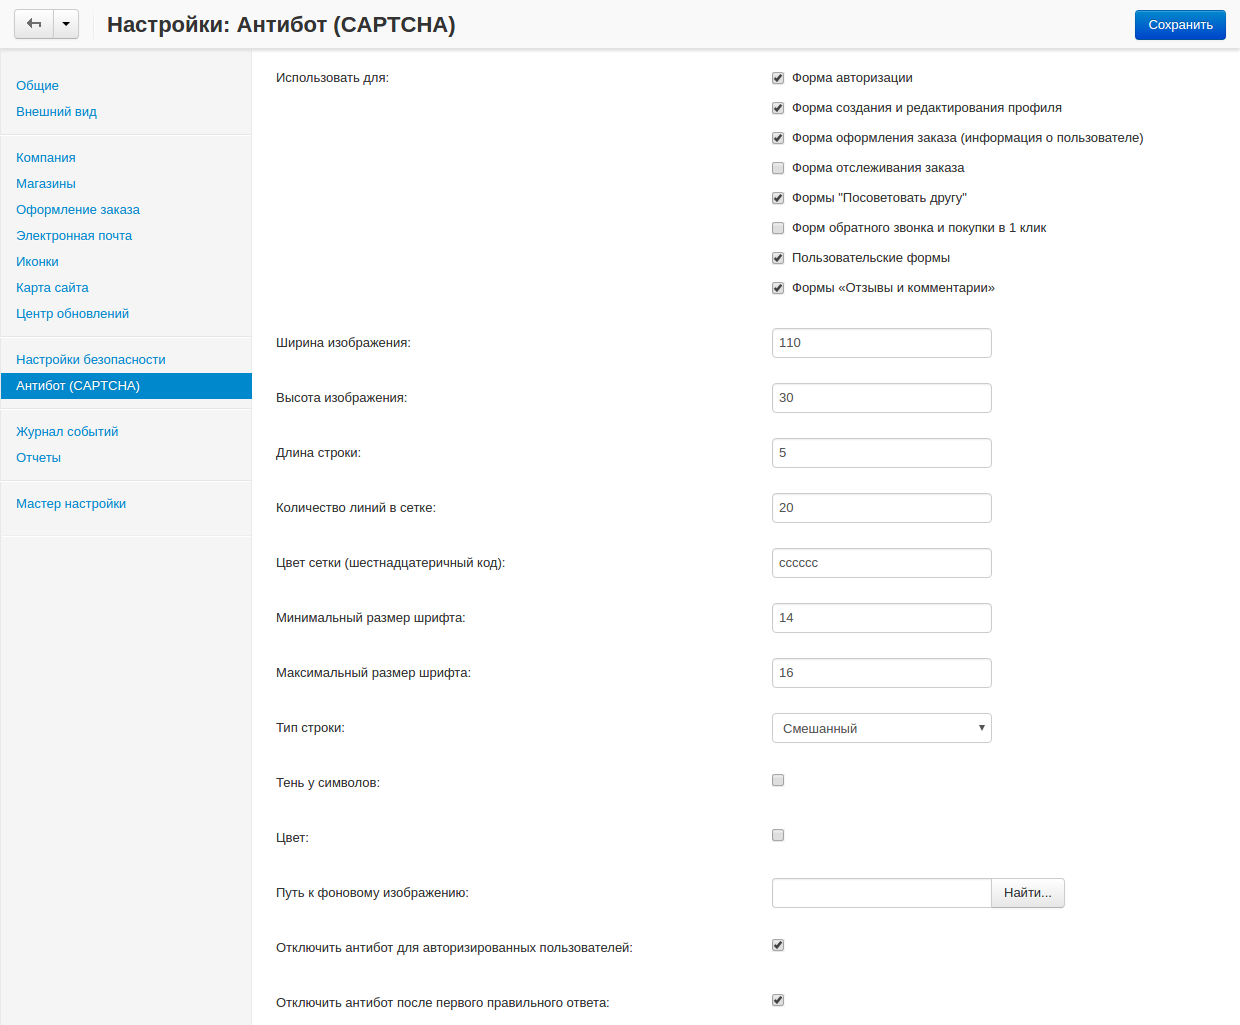 Настройки: Антибот (CAPTCHA)
Сохранить
Общие
Внешний вид
Компания
Магазины
Оформление заказа
Электронная почта
Иконки
Карта сайта
Центр обновлений
Настройки безопасности
Антибот (CAPTCHA)
Журнал событий
Отчеты
Мастер настройки
Использовать для:
Форма авторизации
Форма создания и редактирования профиля
Форма оформления заказа (информация о пользователе)
Форма отслеживания заказа
Формы "Посоветовать другу"
Форм обратного звонка и покупки в 1 клик
Пользовательские формы
Формы «Отзывы и комментарии»
Ширина изображения: 110
Высота изображения: 30
Длина строки: 5
Количество линий в сетке: 20
Цвет сетки (шестнадцатеричный код): cccccc
Минимальный размер шрифта: 14
Максимальный размер шрифта: 16
Тип строки: Смешанный
Тень у символов:
Цвет:
Путь к фоновому изображению: Найти...
Отключить антибот для авторизированных пользователей:
Отключить антибот после первого правильного ответа: